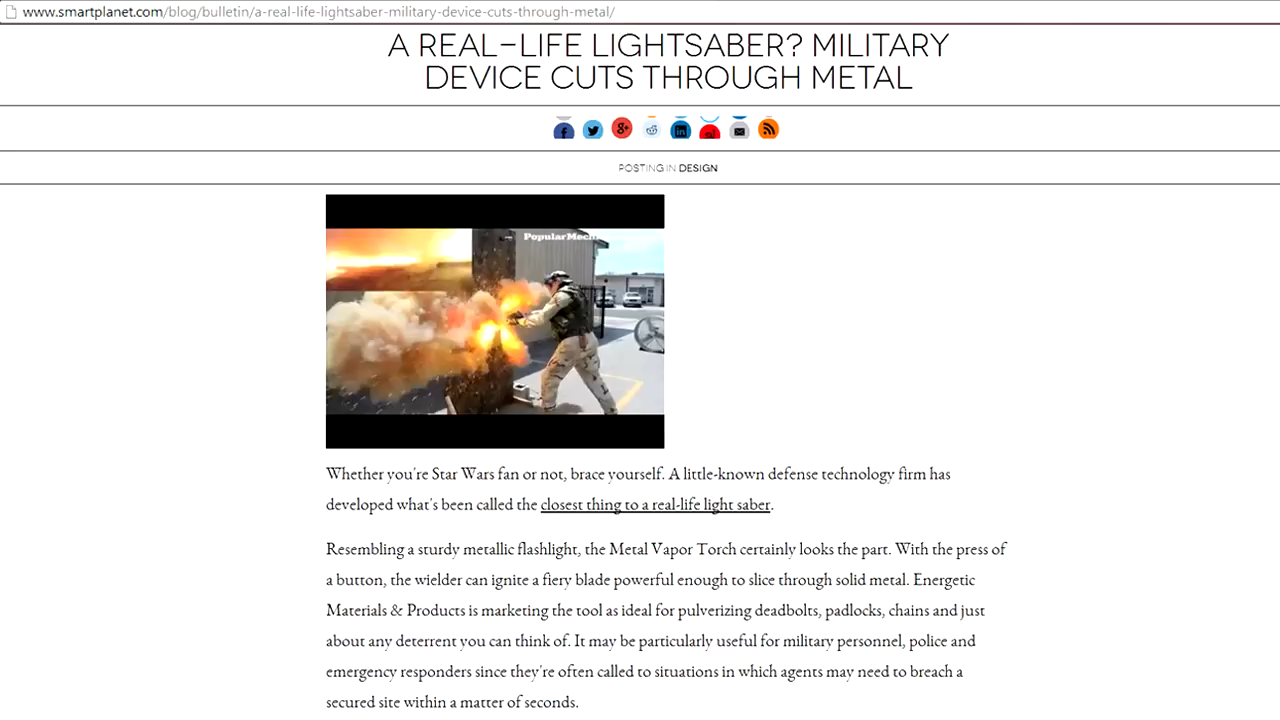 www.smartplanet.com/blog/bulletin/a-real-life-lightsaber-military-device-cuts-through-metal/
A REAL-LIFE LIGHTSABER? MILITARY
DEVICE CUTS THROUGH METAL
POSTING IN DESIGN
PopularMech
Whether you're Star Wars fan or not, brace yourself. A little-known defense technology firm has
developed what's been called the closest thing to a real-life light saber.
Resembling a sturdy metallic flashlight, the Metal Vapor Torch certainly looks the part. With the press of
a button, the wielder can ignite a fiery blade powerful enough to slice through solid metal. Energetic
Materials & Products is marketing the tool as ideal for pulverizing deadbolts, padlocks, chains and just
about any deterrent you can think of. It may be particularly useful for military personnel, police and
emergency responders since they're often called to situations in which agents may need to breach a
secured site within a matter of seconds.